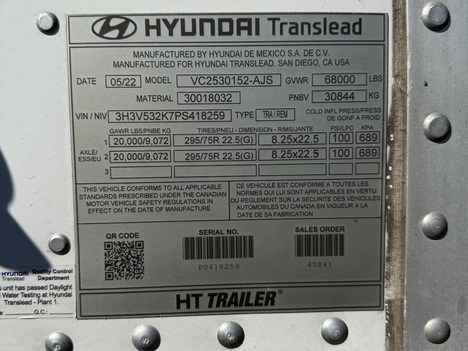 HYUNDAI Translead
MANUFACTURED BY HYUNDAI DE MEXICO S.A. DE C.V.
MANUFACTURED FOR HYUNDAI TRANSLEAD, SAN DIEGO, CA USA
DATE 05/22 MODEL VC2530152-AJS GVWR 68000 LBS
MATERIAL 30018032 PNBV 30844 KG
VIN / NIV 3H3V532K7PS418259 TYPE TRA / REM
GAWR LBS/PNBE KG TIRES/PNEU - DIMENSION - RIMS/JANTE PSI/LPC KPA
AXLE/ESSIEU
1 20,000/9,072 295/75R 22.5(G) 8.25x22.5 100 689
2 20,000/9,072 295/75R 22.5(G) 8.25x22.5 100 689
3
THIS VEHICLE CONFORMS TO ALL APPLICABLE
STANDARDS PRESCRIBED UNDER THE CANADIAN
MOTOR VEHICLE SAFETY REGULATIONS IN
EFFECT ON THE DATE OF MANUFACTURE
CE VEHICULE EST CONFORME A TOUTES LES
NORMES QUI LUI SONT APPLICABLES EN VERTU
DU REGLEMENT SUR LA SECURITE DES VEHICULES
AUTOMOBILES DU CANADA EN VIGUEUR A LA
DATE DE SA FABRICATION
QR CODE
SERIAL NO.
PS418259
SALES ORDER
45841
HT TRAILER
HYUNDAI Quality Control
Translead Department
unit has passed Daylight
Water Testing at Hyundai
Translead - Plant 1.
Q.C.: